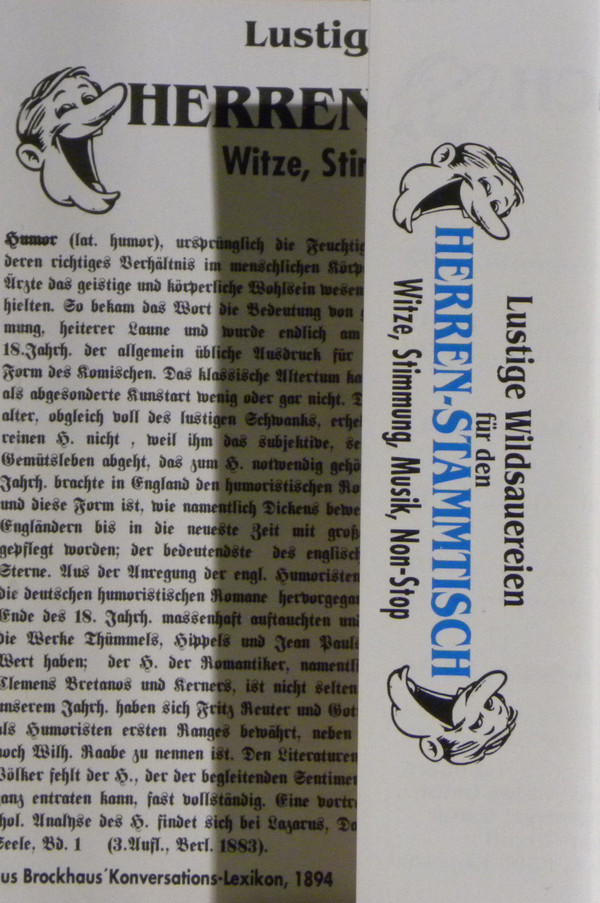 Lustig
HERREN
Witze, Stim
Humor (lat. humor), ursprünglich die Feuchtig
deren richtiges Verhältnis im menschlichen Körp
Ärzte das geistige und körperliche Wohlsein wesen
hielten. So bekam das Wort die Bedeutung von
mung, heiterer Laune und wurde endlich am
18.Jahrh. der allgemein übliche Ausdruck für
Form des Komischen. Das klassische Altertum ka
als abgesonderte Kunstart wenig oder gar nicht. D
alter, obgleich voll des lustigen Schwanks, erhe
reinen H. nicht , weil ihm das subjektive, se
Gemütsleben abgeht, das zum H. notwendig gehö
Jahrh. brachte in England den humoristischen Ro
und diese Form ist, wie namentlich Dickens bewe
Engländern bis in die neueste Zeit mit groß
gepflegt worden; der bedeutendste des englisch
Sterne. Aus der Anregung der engl. Humoristen
die deutschen humoristischen Romane hervorgegan
Ende des 18. Jahrh. massenhaft auftauchten un
die Werke Thümmels, Hippels und Jean Paul
Wert haben; der H. der Romantiker, namentli
Clemens Bretanos und Kerners, ist nicht selten
unserem Jahrh. haben sich Fritz Reuter und Got
als Humoristen ersten Ranges bewährt, neben
noch Wilh. Raabe zu nennen ist. Den Literaturen
Völker fehlt der H., der der begleitenden Sentimen
ganz entraten kann, fast vollständig. Eine vortr
hol. Analyse des H. findet sich bei Lazarus, Da
Seele, Bd. 1 (3.Aufl., Berl. 1883).
us Brockhaus´Konversations-Lexikon, 1894
Lustige Wildsauereien
für den
HERREN-STAMMTISCH
Witze, Stimmung, Musik, Non-Stop